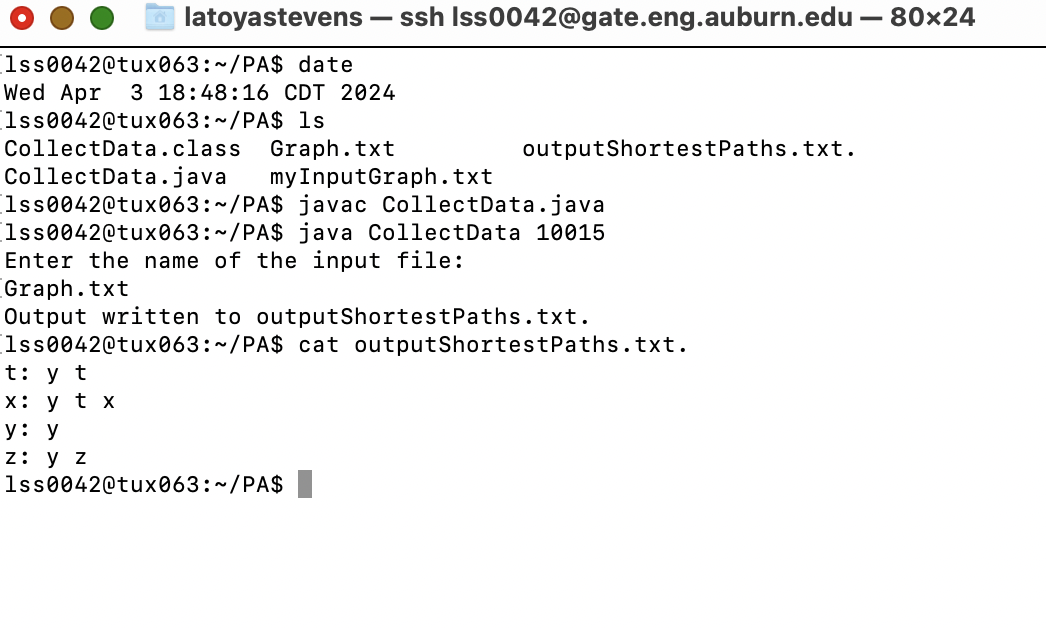 latoyastevens — ssh lss0042@gate.eng.auburn.edu — 80×24
[lss0042@tux063:~/PA$ date
Wed Apr  3 18:48:16 CDT 2024
[lss0042@tux063:~/PA$ ls
CollectData.class  Graph.txt         outputShortestPaths.txt.
CollectData.java   myInputGraph.txt
[lss0042@tux063:~/PA$ javac CollectData.java
[lss0042@tux063:~/PA$ java CollectData 10015
Enter the name of the input file:
[Graph.txt
Output written to outputShortestPaths.txt.
[lss0042@tux063:~/PA$ cat outputShortestPaths.txt.
t: y t
x: y t x
y: y
z: y z
lss0042@tux063:~/PA$